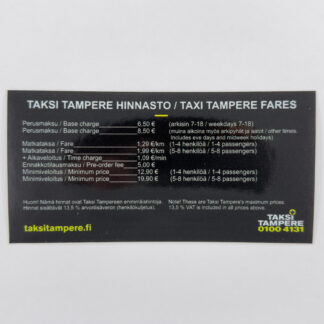 TAKSI TAMPERE HINNASTO / TAXI TAMPERE FARES
Perusmaksu / Base charge 6,50 € (arkisin 7-18 / weekdays 7-18)
Perusmaksu / Base charge 8,50 € (muina aikoina myös arkipyhät ja aatot / other times.
includes eve days and midweek holidays)
Matkataksa / Fare 1,29 €/km (1-4 henkilöä / 1-4 passengers)
Matkataksa / Fare 1,99 €/km (5-8 henkilöä / 5-8 passengers)
+ Aikaveloitus / Time charge 1,09 €/min
Ennakkotilausmaksu / Pre-order fee 5,00 €
Minimiveloitus / Minimum price 12,90 € (1-4 henkilöä / 1-4 passengers)
Minimiveloitus / Minimum price 19,90 € (5-8 henkilöä / 5-8 passengers)
Huom! Nämä hinnat ovat Taksi Tampereen enimmäishintoja.
Hinnat sisältävät 13,5 % arvonlisäveron (henkilökuljetus).
Note! These are Taksi Tampere's maximum prices.
13,5 % VAT is included in all prices above.
taksitampere.fi
TAKSI
TAMPERE
0100 4131